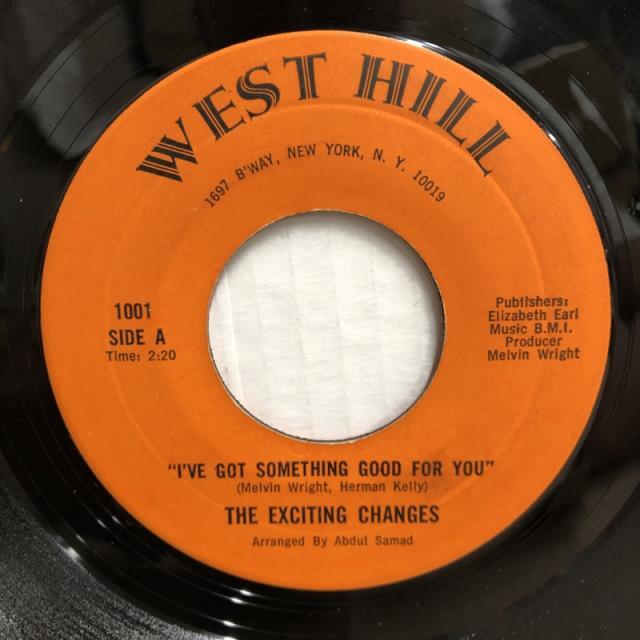 WEST HILL
1697 B'WAY, NEW YORK, N. Y. 10019
1001
SIDE A
Time: 2:20
Publishers:
Elizabeth Earl
Music B.M.I.
Producer
Melvin Wright
"I'VE GOT SOMETHING GOOD FOR YOU"
(Melvin Wright, Herman Kelly)
THE EXCITING CHANGES
Arranged By Abdul Samad